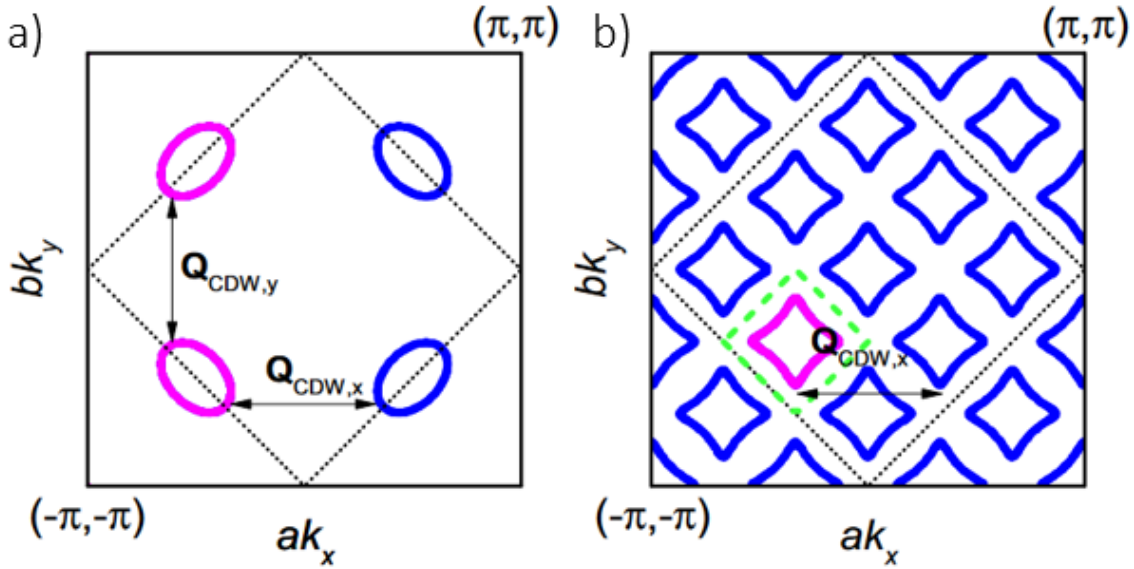 a)
(π,π)
bk_y
Q_CDW,y
Q_CDW,x
(-π,-π)
ak_x
b)
(π,π)
bk_y
Q_CDW,x
(-π,-π)
ak_x